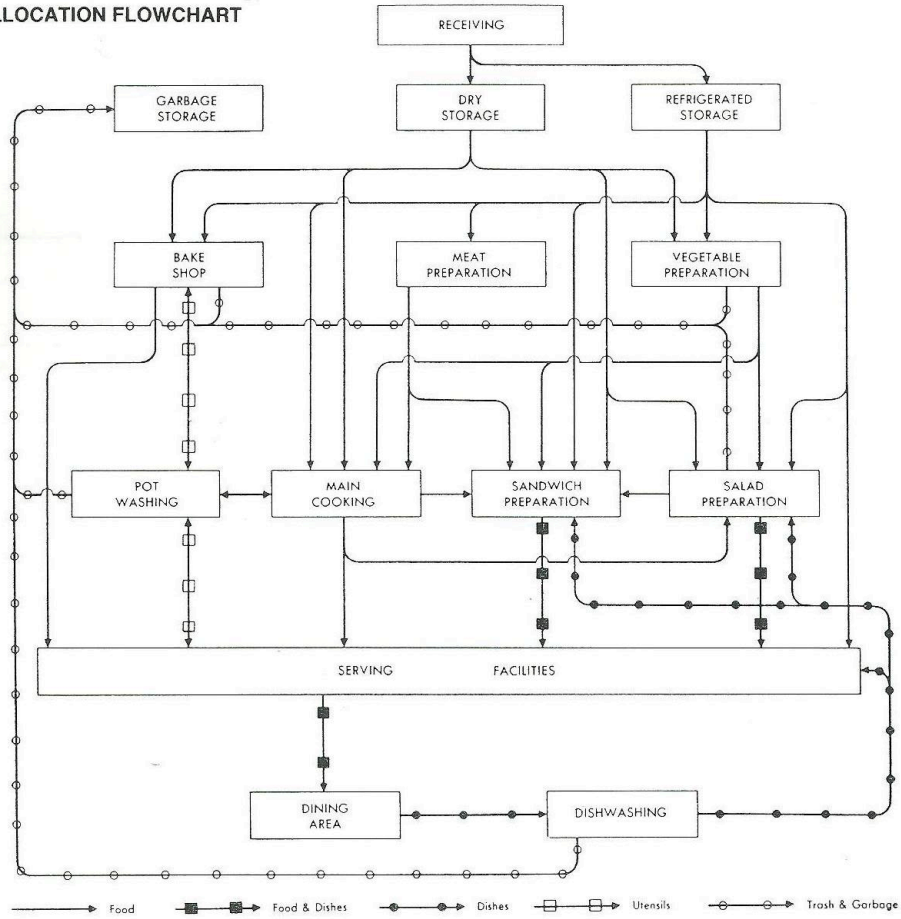 LLOCATION FLOWCHART
RECEIVING
GARBAGE
STORAGE
DRY
STORAGE
REFRIGERATED
STORAGE
BAKE
SHOP
MEAT
PREPARATION
VEGETABLE
PREPARATION
POT
WASHING
MAIN
COOKING
SANDWICH
PREPARATION
SALAD
PREPARATION
SERVING FACILITIES
DINING
AREA
DISHWASHING
Food
Food & Dishes
Dishes
Utensils
Trash & Garbage